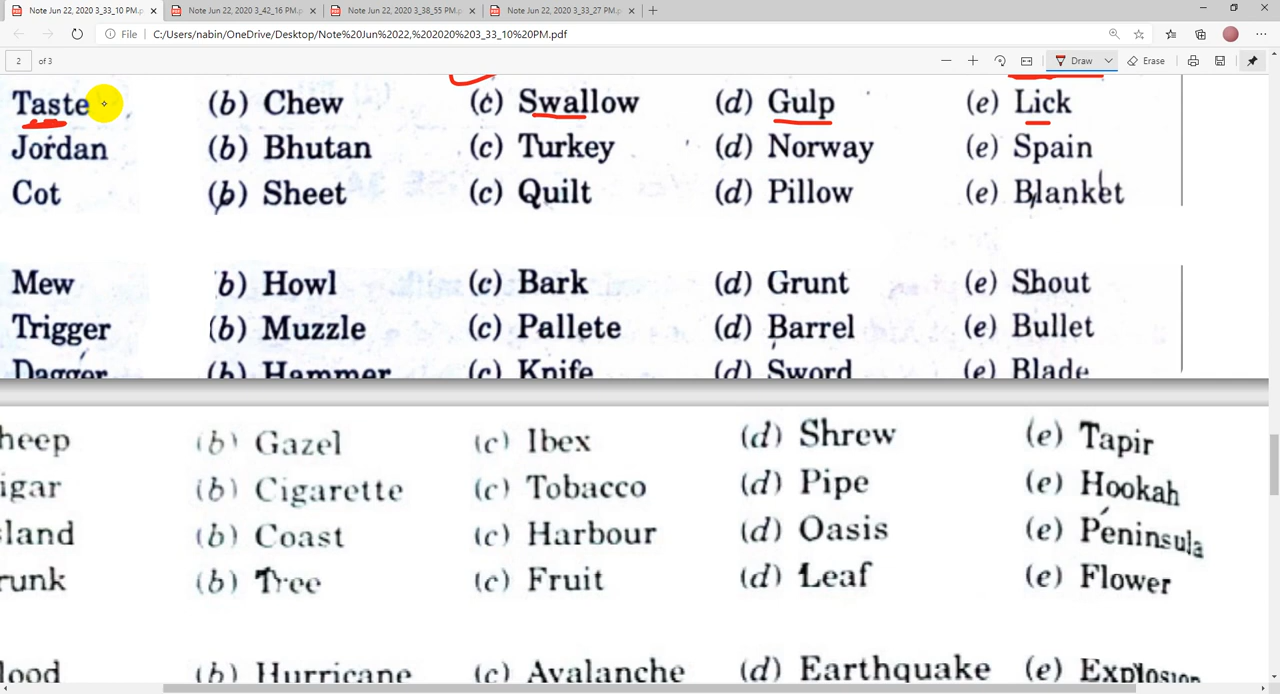 Note Jun 22, 2020 3_33_10 PM.p Note Jun 22, 2020 3_42_16 PM.p Note Jun 22, 2020 3_38_55 PM.p Note Jun 22, 2020 3_33_27 PM.p
File C:/Users/nabin/OneDrive/Desktop/Note%20Jun%2022,%202020%203_33_10%20PM.pdf
2 of 3 Draw Erase
Taste (b) Chew (c) Swallow (d) Gulp (e) Lick
Jordan (b) Bhutan (c) Turkey (d) Norway (e) Spain
Cot (b) Sheet (c) Quilt (d) Pillow (e) Blanket
Mew b) Howl (c) Bark (d) Grunt (e) Shout
Trigger (b) Muzzle (c) Pallete (d) Barrel (e) Bullet
Dagger (b) Hammer (c) Knife (d) Sword (e) Blade
heep (b) Gazel (c) Ibex (d) Shrew (e) Tapir
igar (b) Cigarette (c) Tobacco (d) Pipe (e) Hookah
sland (b) Coast (c) Harbour (d) Oasis (e) Peninsula
runk (b) Tree (c) Fruit (d) Leaf (e) Flower
lood (b) Hurricane (c) Avalanche (d) Earthquake (e) Explosion